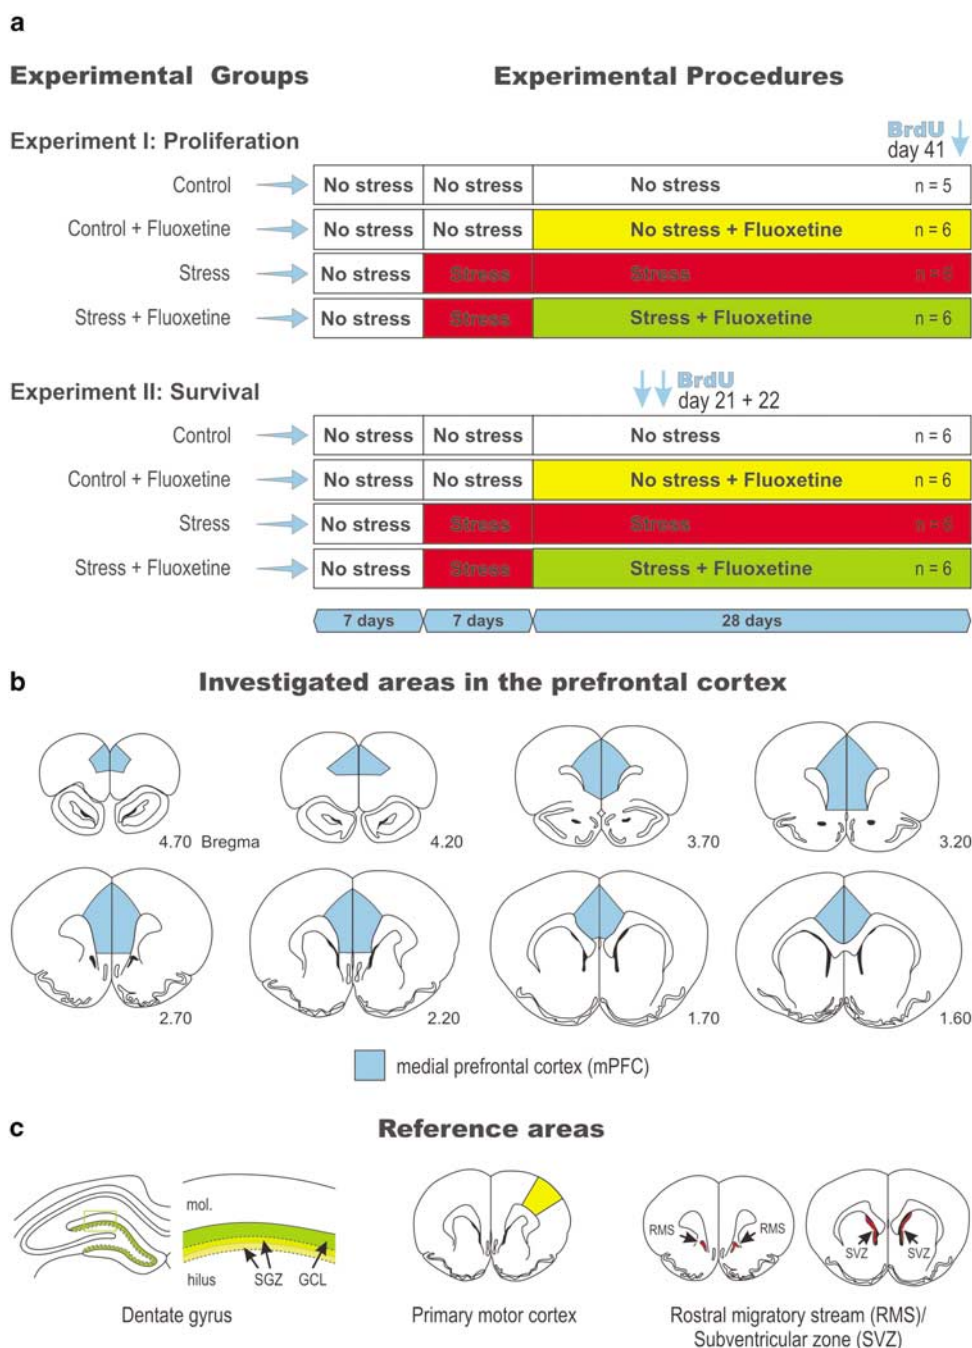 a
Experimental Groups
Experimental Procedures
Experiment I: Proliferation
BrdU
day 41
Control
No stress No stress No stress n = 5
Control + Fluoxetine
No stress No stress No stress + Fluoxetine n = 6
Stress
No stress Stress Stress
Stress + Fluoxetine
No stress Stress Stress + Fluoxetine n = 6
Experiment II: Survival
BrdU
day 21 + 22
Control
No stress No stress No stress n = 6
Control + Fluoxetine
No stress No stress No stress + Fluoxetine n = 6
Stress
No stress Stress Stress
Stress + Fluoxetine
No stress Stress Stress + Fluoxetine n = 6
7 days 7 days 28 days
b
Investigated areas in the prefrontal cortex
4.70 Bregma 4.20 3.70 3.20
2.70 2.20 1.70 1.60
medial prefrontal cortex (mPFC)
c
Reference areas
mol.
hilus SGZ GCL
RMS RMS
SVZ SVZ
Dentate gyrus
Primary motor cortex
Rostral migratory stream (RMS)/
Subventricular zone (SVZ)